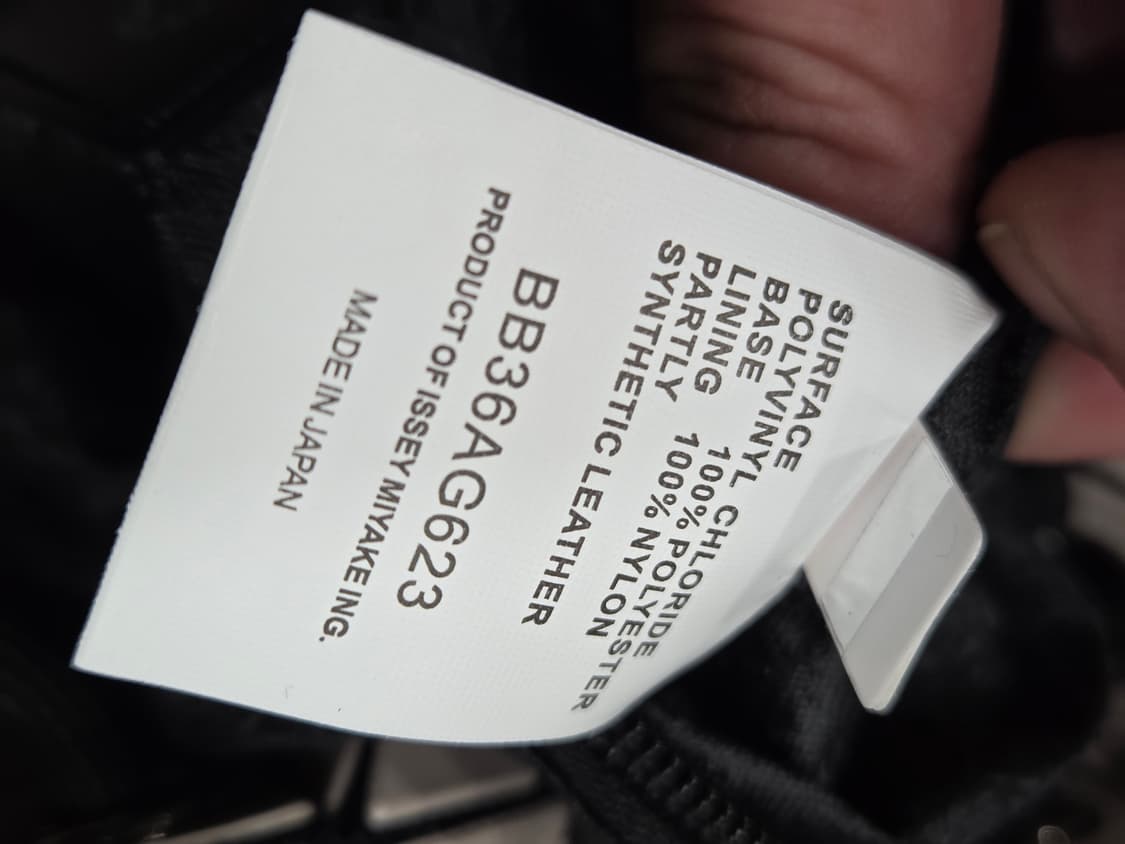 SURFACE
POLYVINYL CHLORIDE
BASE 100% POLYESTER
LINING 100% NYLON
PARTLY
SYNTHETIC LEATHER
BB36AG623
PRODUCT OF ISSEY MIYAKE ING.
MADE IN JAPAN